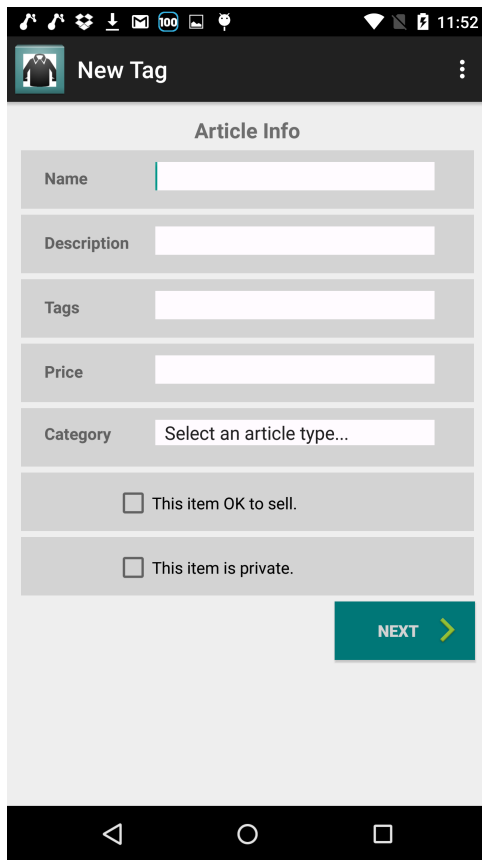 100 11:52
New Tag
Article Info
Name
Description
Tags
Price
Category Select an article type...
This item OK to sell.
This item is private.
NEXT